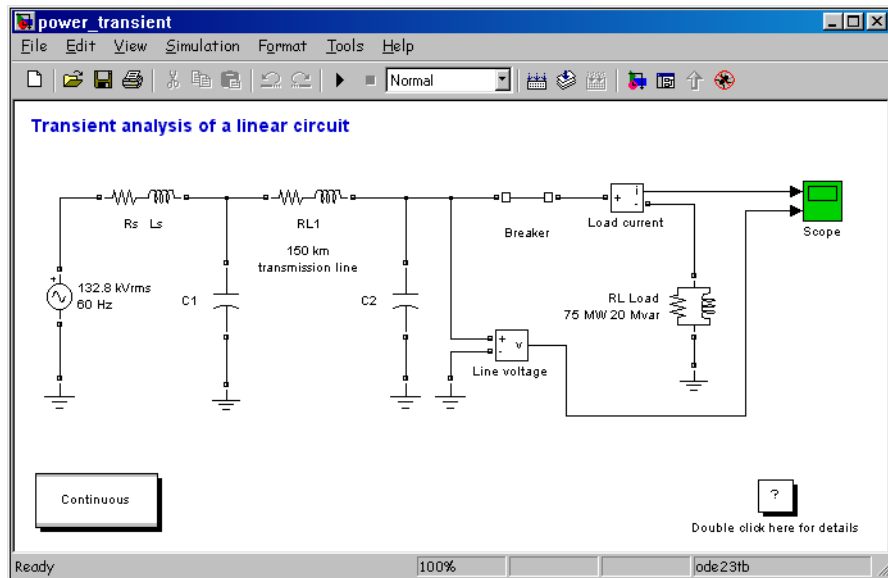 power_transient
File Edit View Simulation Format Tools Help
Normal
Transient analysis of a linear circuit
Rs Ls
RL1
150 km
transmission line
Breaker
i
+
-
Load current
Scope
+
132.8 kVrms
60 Hz
C1
C2
RL Load
75 MW 20 Mvar
+
-
v
Line voltage
Continuous
?
Double click here for details
Ready 100% ode23tb